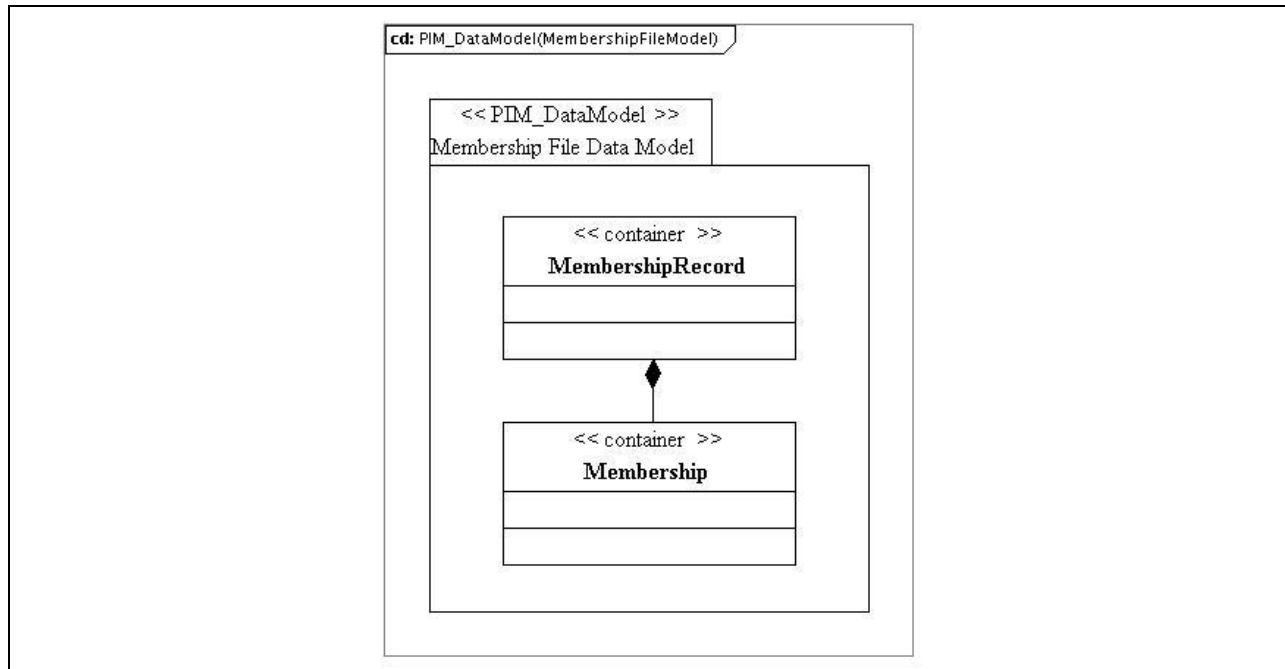 cd: PIM_DataModel(MembershipFileModel)
<< PIM_DataModel >>
Membership File Data Model
<< container >>
MembershipRecord
<< container >>
Membership